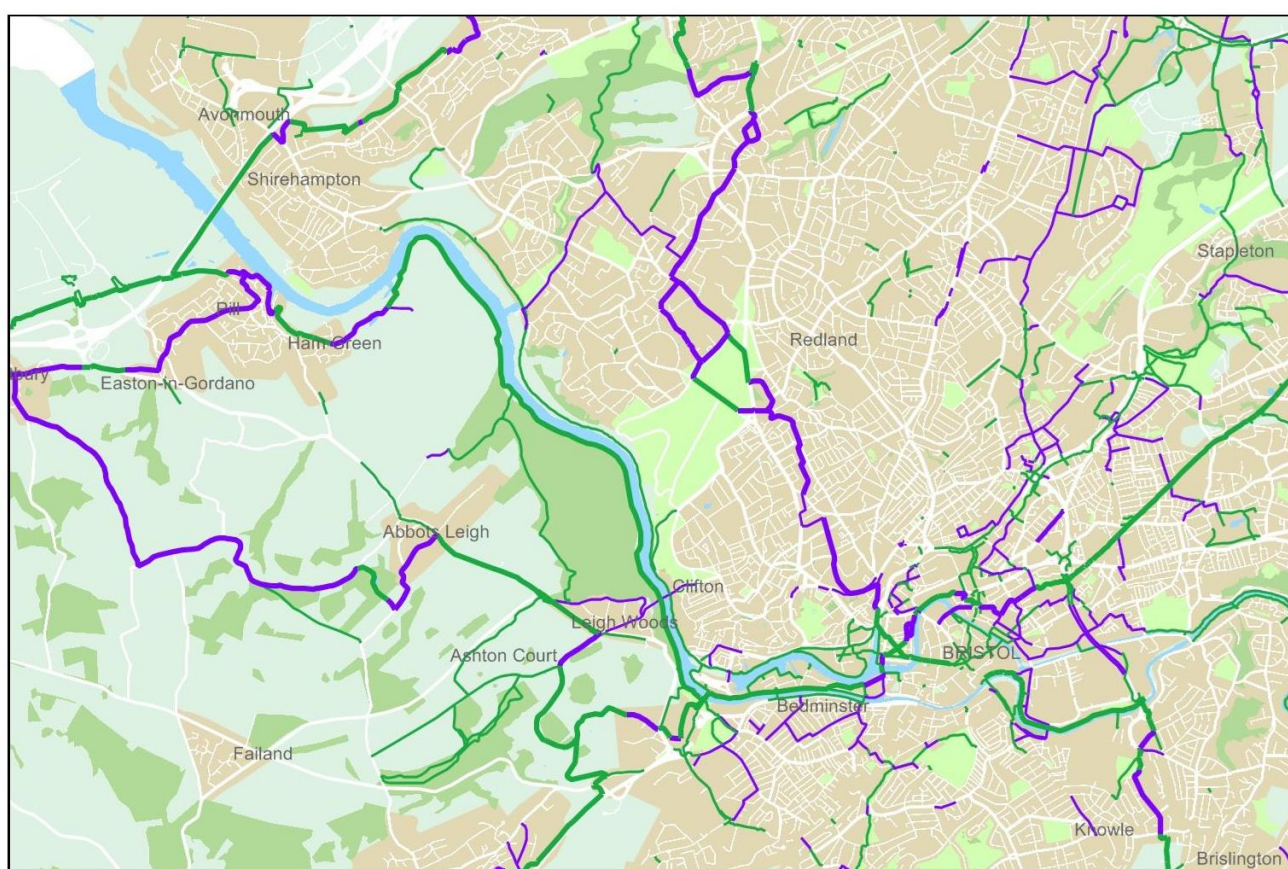 Avonmouth
Shirehampton
Stapleton
Pill
Ham Green
Redland
bury
Easton-in-Gordano
Abbots Leigh
Clifton
Leigh Woods
Ashton Court
BRISTOL
Bedminster
Failand
Knowle
Brislington